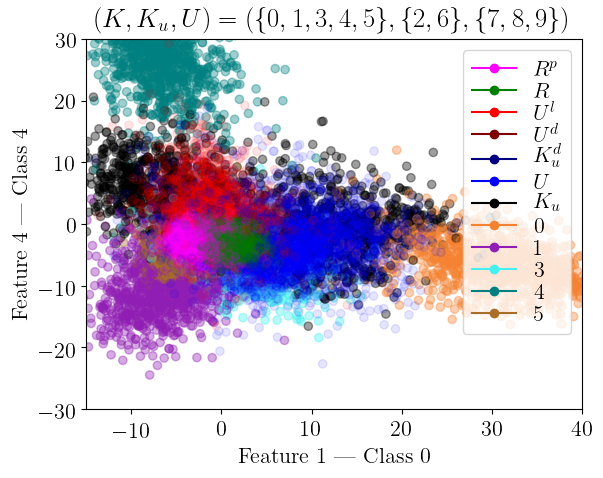 (K, K_u, U) = ({0, 1, 3, 4, 5}, {2, 6}, {7, 8, 9})
30
20
10
0
−10
−20
−30
Feature 4 — Class 4
R^p
R
U^l
U^d
K_u^d
U
K_u
0
1
3
4
5
−10
0
10
20
30
40
Feature 1 — Class 0